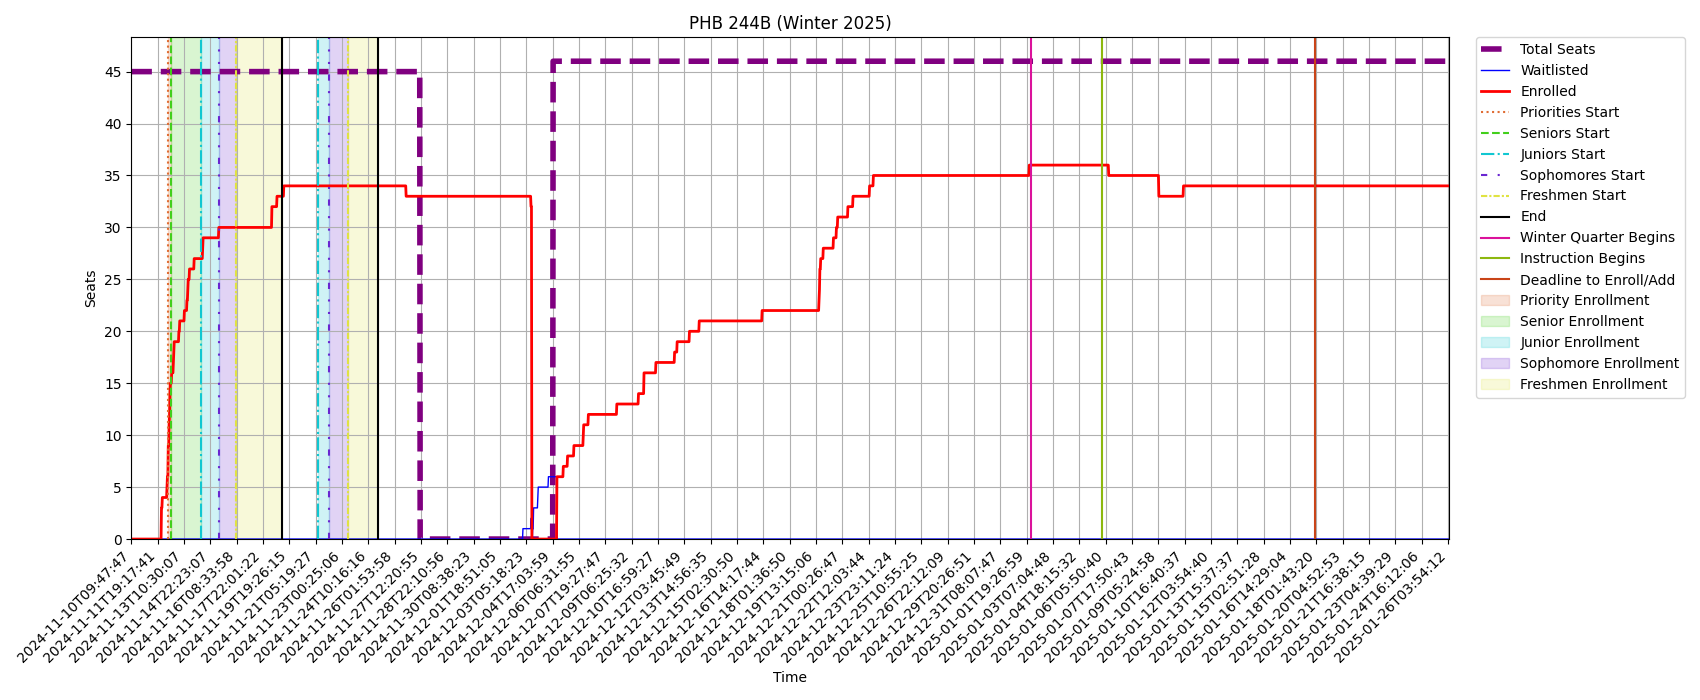 PHB 244B (Winter 2025)
Seats
45
40
35
30
25
20
15
10
5
0
2024-11-10T09:47:47
2024-11-11T19:17:41
2024-11-13T10:30:07
2024-11-14T22:23:07
2024-11-16T08:33:58
2024-11-17T22:01:22
2024-11-19T19:26:15
2024-11-21T05:19:27
2024-11-23T00:25:06
2024-11-24T10:16:16
2024-11-26T01:53:58
2024-11-27T12:20:55
2024-11-28T22:10:56
2024-11-30T08:38:23
2024-12-01T18:51:05
2024-12-03T05:18:23
2024-12-04T17:03:59
2024-12-06T06:31:55
2024-12-07T19:27:47
2024-12-09T06:25:32
2024-12-10T16:59:27
2024-12-12T03:45:49
2024-12-13T14:56:35
2024-12-15T02:30:50
2024-12-16T14:17:44
2024-12-18T01:36:50
2024-12-19T13:15:06
2024-12-21T00:26:47
2024-12-22T12:03:44
2024-12-23T23:11:24
2024-12-25T10:55:25
2024-12-26T22:12:09
2024-12-29T20:26:51
2024-12-31T08:07:47
2025-01-01T19:26:59
2025-01-03T07:04:48
2025-01-04T18:15:32
2025-01-06T05:50:40
2025-01-07T17:50:43
2025-01-09T05:24:58
2025-01-10T16:40:37
2025-01-12T03:54:40
2025-01-13T15:37:37
2025-01-15T02:51:28
2025-01-16T14:29:04
2025-01-18T01:43:20
2025-01-20T04:52:53
2025-01-21T16:38:15
2025-01-23T04:39:29
2025-01-24T16:12:06
2025-01-26T03:54:12
Time
Total Seats
Waitlisted
Enrolled
Priorities Start
Seniors Start
Juniors Start
Sophomores Start
Freshmen Start
End
Winter Quarter Begins
Instruction Begins
Deadline to Enroll/Add
Priority Enrollment
Senior Enrollment
Junior Enrollment
Sophomore Enrollment
Freshmen Enrollment